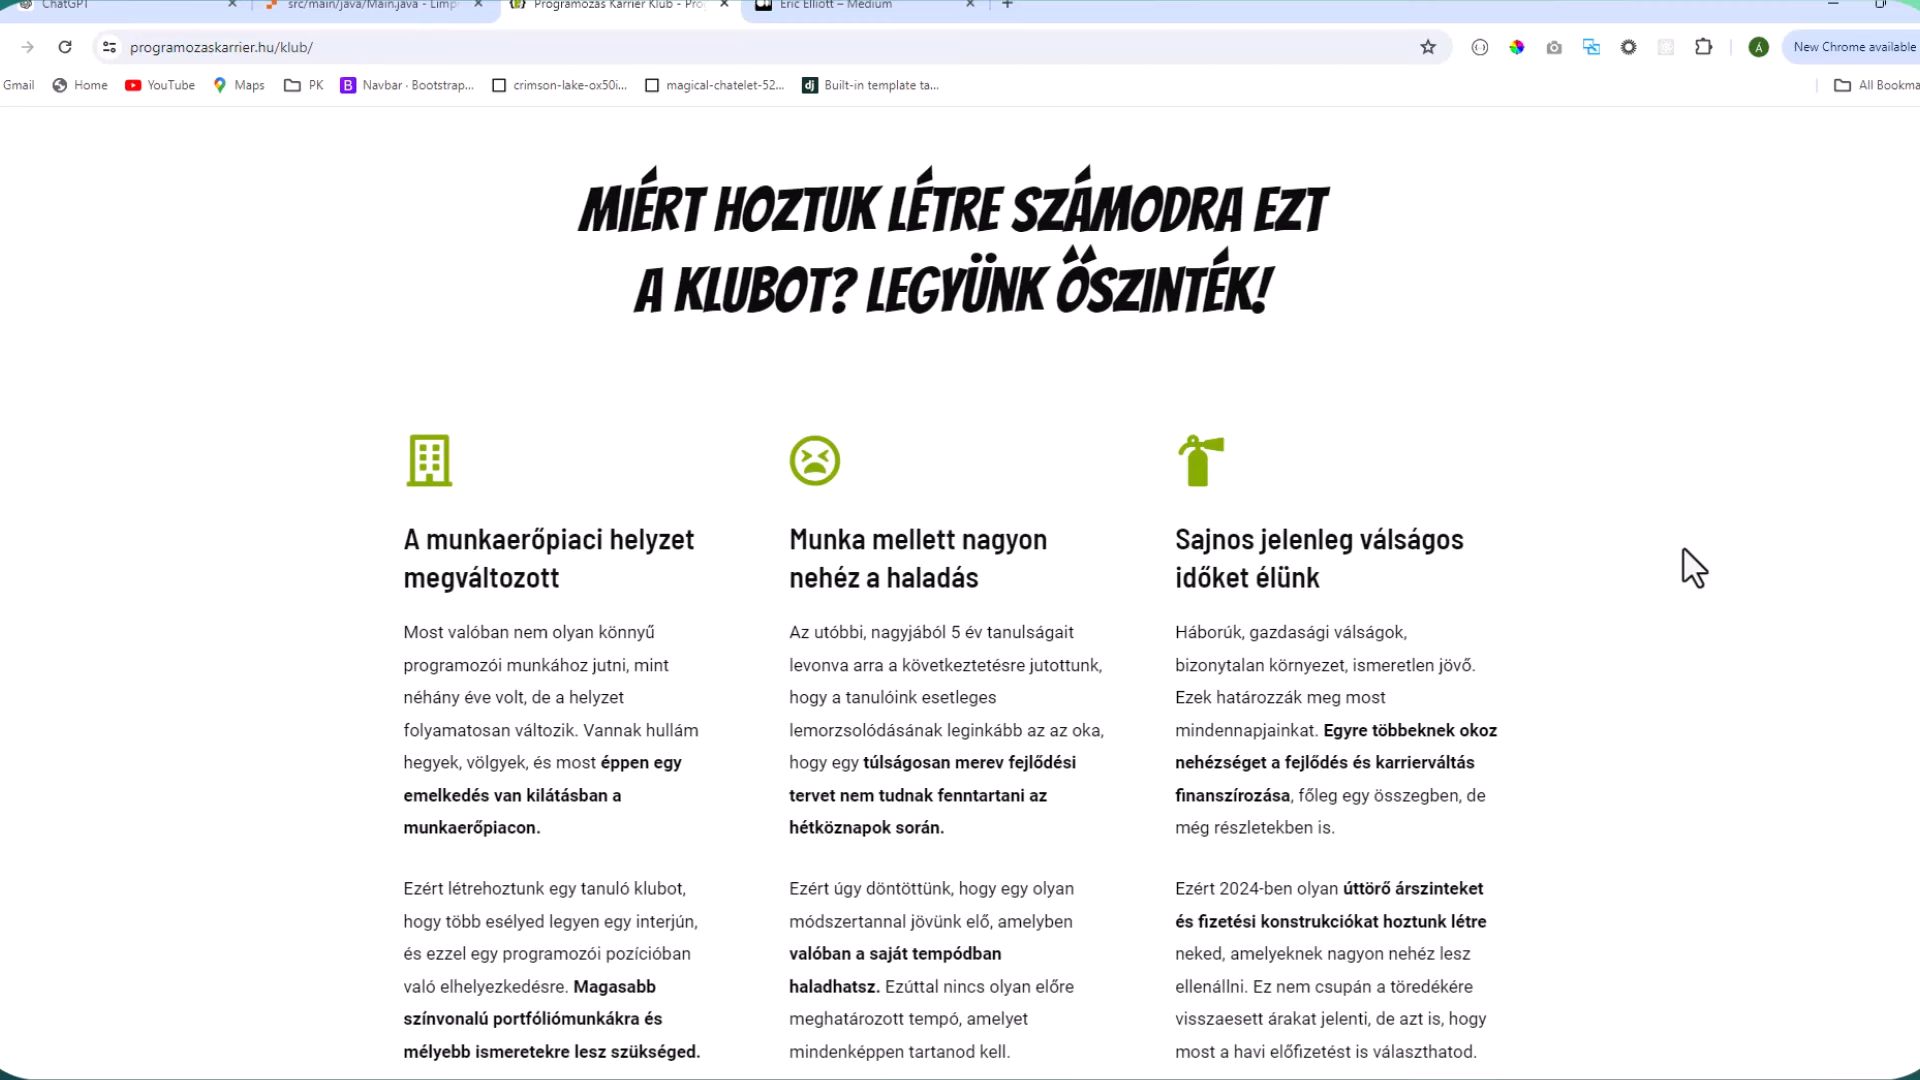 ChatGPT
src/main/java/Main.java - Limp
Programozás Karrier Klub - Pro
Eric Elliott – Medium
programozaskarrier.hu/klub/
Á
New Chrome available
Gmail
Home
YouTube
Maps
PK
B
Navbar · Bootstrap...
crimson-lake-ox50i...
magical-chatelet-52...
dj
Built-in template ta...
All Bookma
MIÉRT HOZTUK LÉTRE SZÁMODRA EZT
A KLUBOT? LEGYÜNK ŐSZINTÉK!
A munkaerőpiaci helyzet
megváltozott
Most valóban nem olyan könnyű
programozói munkához jutni, mint
néhány éve volt, de a helyzet
folyamatosan változik. Vannak hullám
hegyek, völgyek, és most éppen egy
emelkedés van kilátásban a
munkaerőpiacon.
Ezért létrehoztunk egy tanuló klubot,
hogy több esélyed legyen egy interjún,
és ezzel egy programozói pozícióban
való elhelyezkedésre. Magasabb
színvonalú portfóliómunkákra és
mélyebb ismeretekre lesz szükséged.
Munka mellett nagyon
nehéz a haladás
Az utóbbi, nagyjából 5 év tanulságait
levonva arra a következtetésre jutottunk,
hogy a tanulóink esetleges
lemorzsolódásának leginkább az az oka,
hogy egy túlságosan merev fejlődési
tervet nem tudnak fenntartani az
hétköznapok során.
Ezért úgy döntöttünk, hogy egy olyan
módszertannal jövünk elő, amelyben
valóban a saját tempódban
haladhatsz. Ezúttal nincs olyan előre
meghatározott tempó, amelyet
mindenképpen tartanod kell.
Sajnos jelenleg válságos
időket élünk
Háborúk, gazdasági válságok,
bizonytalan környezet, ismeretlen jövő.
Ezek határozzák meg most
mindennapjainkat. Egyre többeknek okoz
nehézséget a fejlődés és karrierváltás
finanszírozása, főleg egy összegben, de
még részletekben is.
Ezért 2024-ben olyan úttörő árszinteket
és fizetési konstrukciókat hoztunk létre
neked, amelyeknek nagyon nehéz lesz
ellenállni. Ez nem csupán a töredékére
visszaesett árakat jelenti, de azt is, hogy
most a havi előfizetést is választhatod.